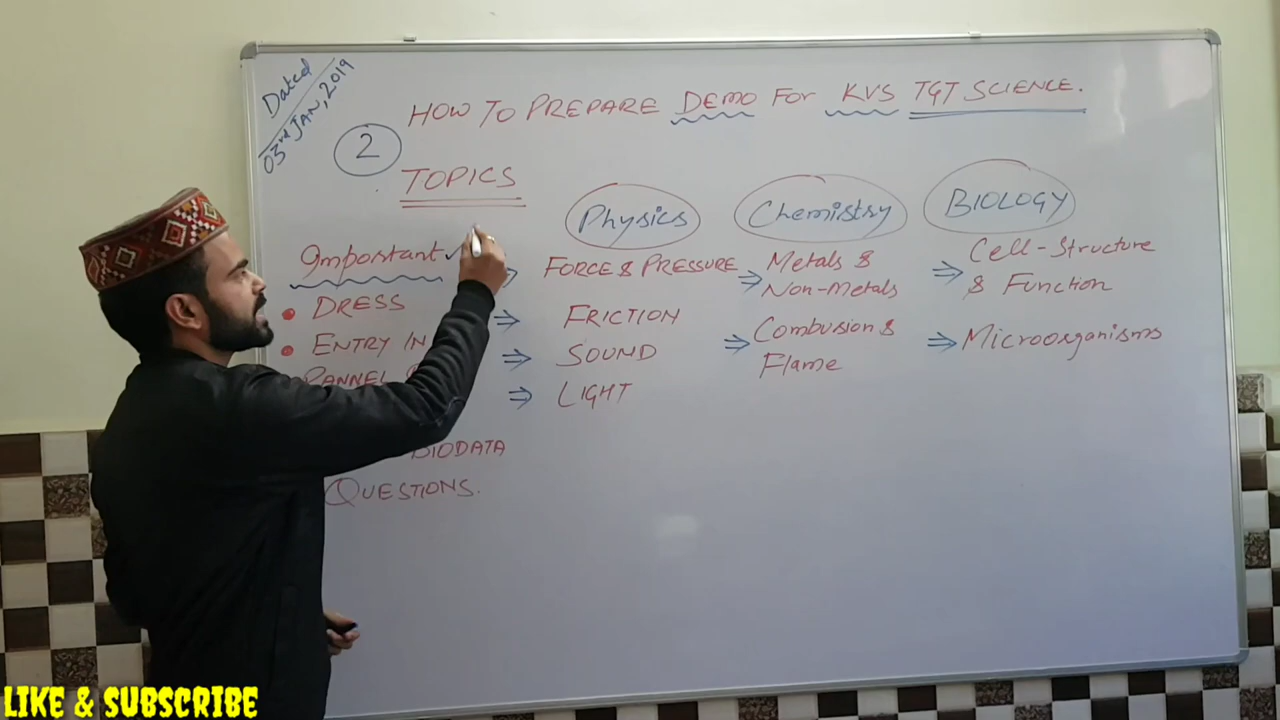 Dated
03rd JAN, 2019
HOW TO PREPARE DEMO FOR KVS TGT SCIENCE.
2
TOPICS
Physics
Chemistry
BIOLOGY
Important
• DRESS
• ENTRY IN
PANNEL
BIODATA
QUESTIONS.
⇒ FORCE & PRESSURE
⇒ FRICTION
⇒ SOUND
⇒ LIGHT
⇒ Metals &
Non-Metals
⇒ Combusion &
Flame
⇒ Cell-Structure
& Function
⇒ Microorganisms
LIKE & SUBSCRIBE